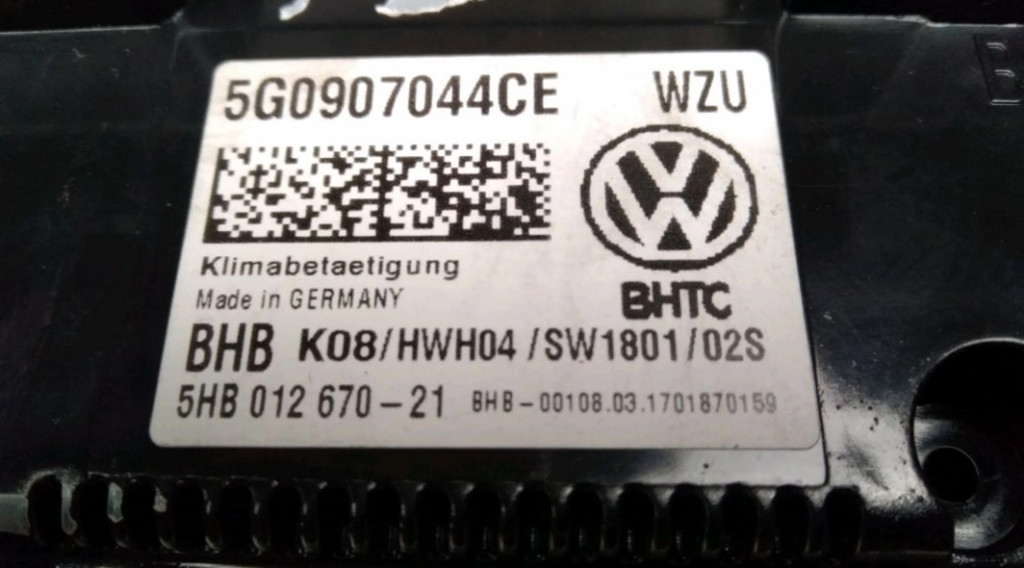 5G0907044CE WZU
Klimabetaetigung
Made in GERMANY
BHTC
BHB K08/HWH04/SW1801/02S
5HB 012 670-21 BHB-00108.03.1701870159